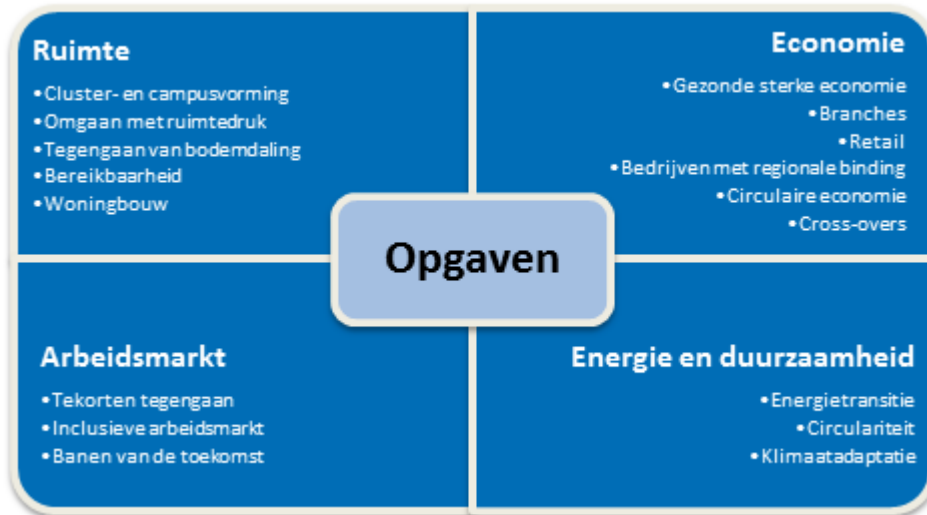 Ruimte
•Cluster- en campusvorming
•Omgaan met ruimtedruk
•Tegengaan van bodemdaling
•Bereikbaarheid
•Woningbouw
Economie
•Gezonde sterke economie
•Branches
•Retail
•Bedrijven met regionale binding
•Circulaire economie
•Cross-overs
Opgaven
Arbeidsmarkt
•Tekorten tegengaan
•Inclusieve arbeidsmarkt
•Banen van de toekomst
Energie en duurzaamheid
•Energietransitie
•Circulariteit
•Klimaatadaptatie